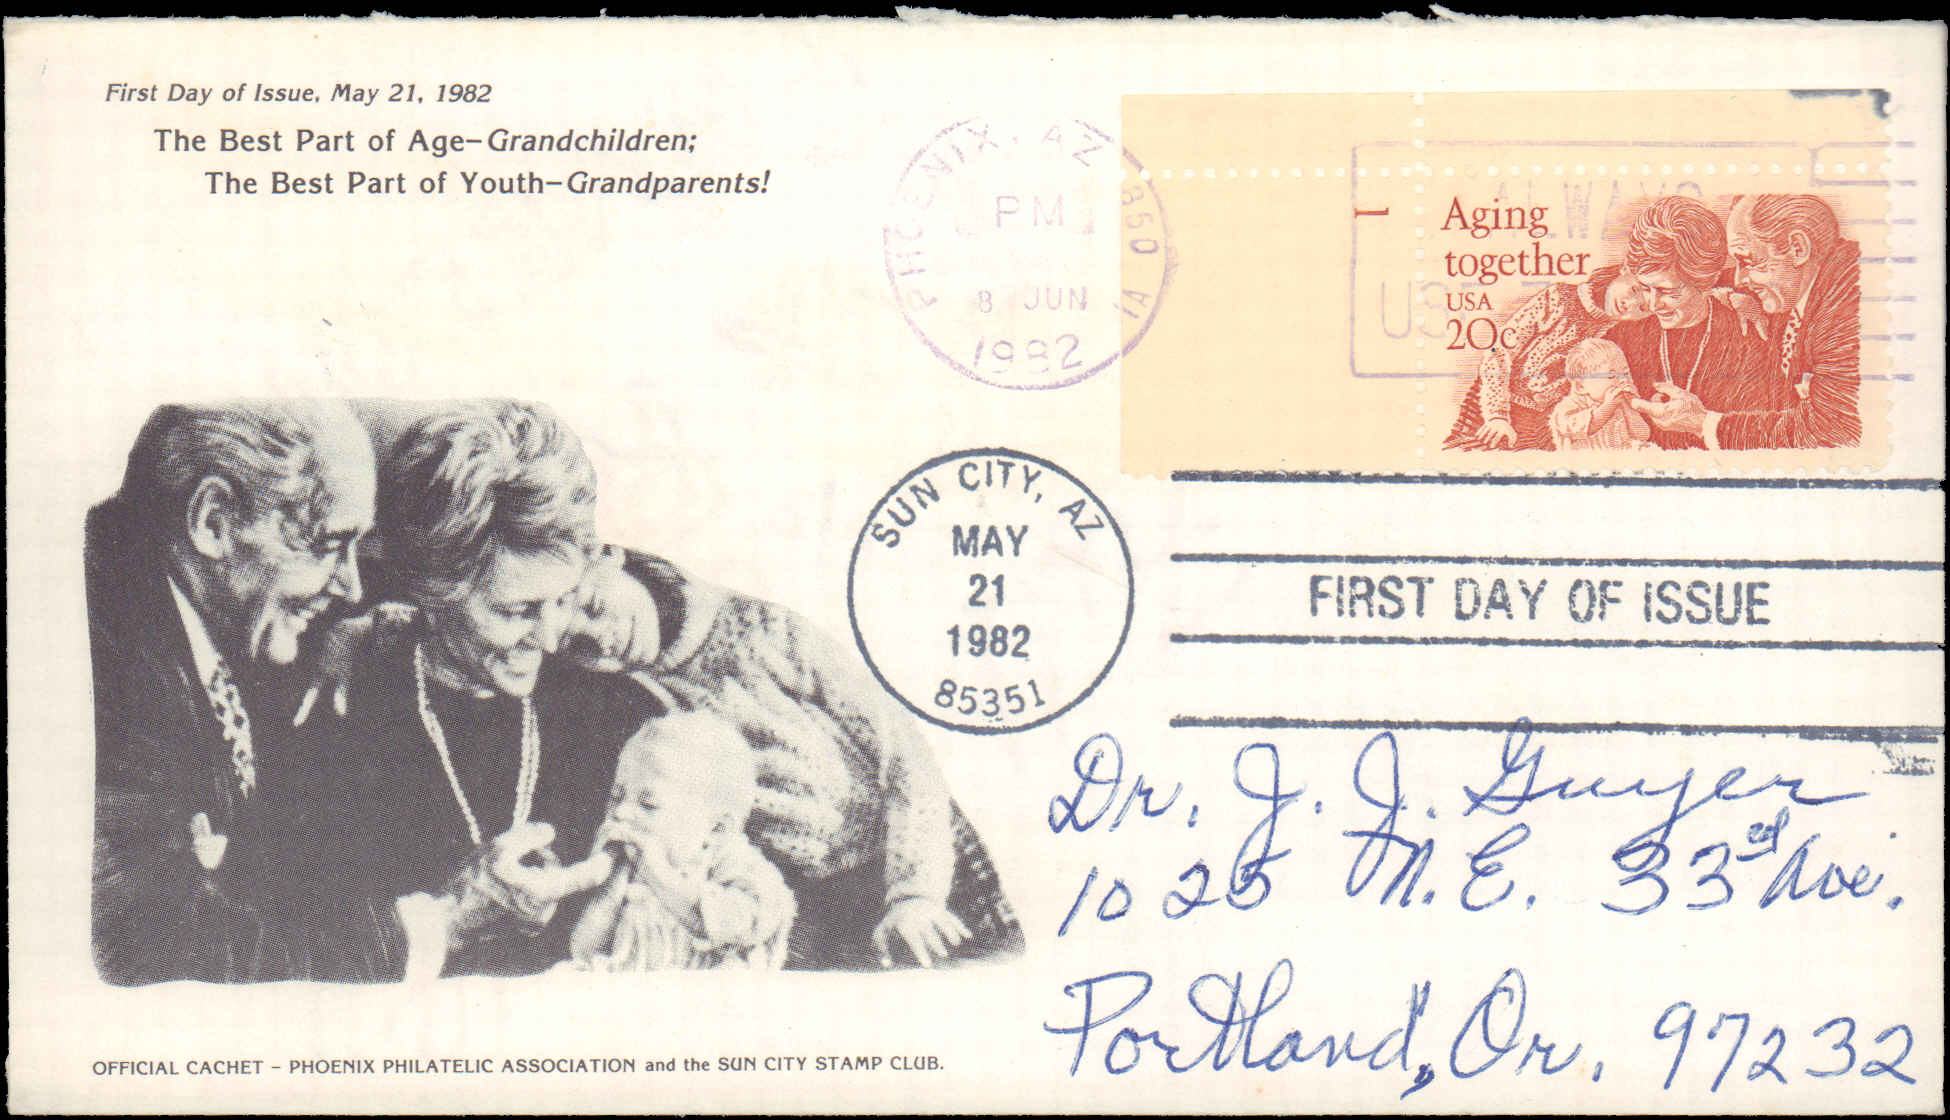 First Day of Issue, May 21, 1982
The Best Part of Age—Grandchildren;
The Best Part of Youth—Grandparents!
PHOENIX, AZ 850
PM
8 JUN
1982
ALWAYS
Aging
together
USA
20c
SUN CITY, AZ
MAY
21
1982
85351
FIRST DAY OF ISSUE
Dr. J. J. Guyer
1025 N.E. 33rd Ave.
Portland, Or. 97232
OFFICIAL CACHET – PHOENIX PHILATELIC ASSOCIATION and the SUN CITY STAMP CLUB.